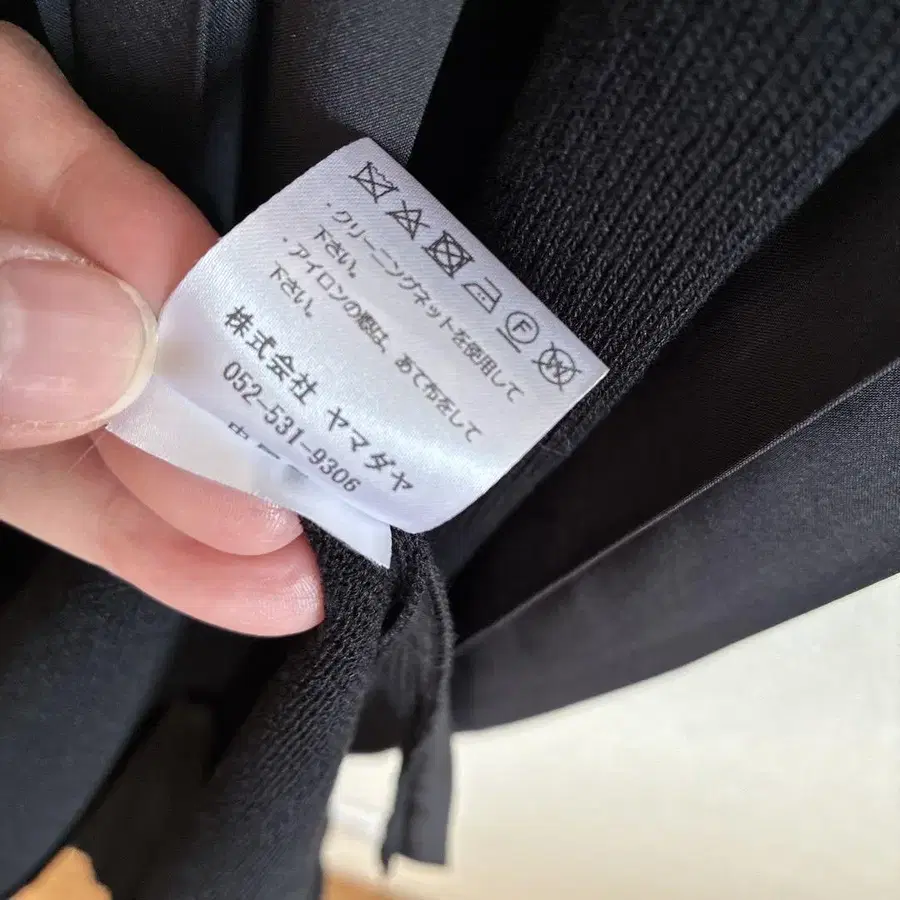 ・クリーニングネットを使用して
下さい。
・アイロンの際は、あて布をして
下さい。
株式会社 ヤマダヤ
052-531-9306